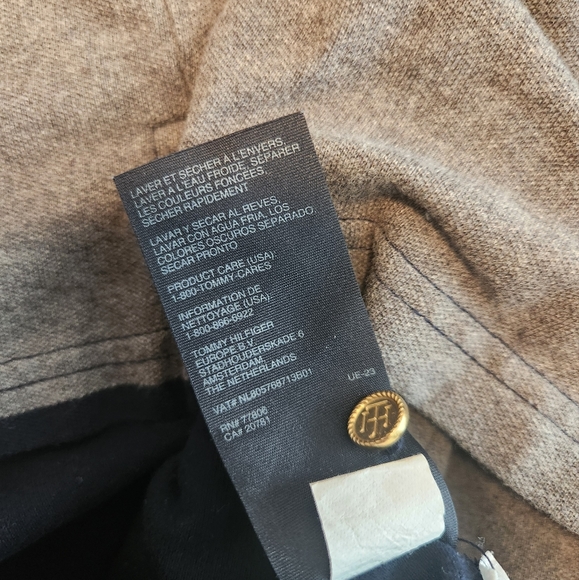 LAVER ET SÉCHER À L'ENVERS
LAVER À L'EAU FROIDE, SÉPARER
LES COULEURS FONCÉES,
SÉCHER RAPIDEMENT
LAVAR Y SECAR AL REVES,
LAVAR CON AGUA FRIA, LOS
COLORES OSCUROS SEPARADO
SECAR PRONTO
PRODUCT CARE (USA):
1-800-TOMMY-CARES
INFORMATION DE
NETTOYAGE (USA):
1-800-866-6922
TOMMY HILFIGER
EUROPE B.V.
STADHOUDERSKADE 6
AMSTERDAM,
THE NETHERLANDS
VAT# NL805768713B01
UE-23
RN# 77806
CA# 20781
TH